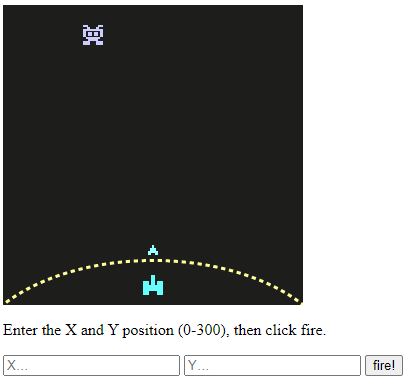 Enter the X and Y position (0-300), then click fire.
X... Y... fire!